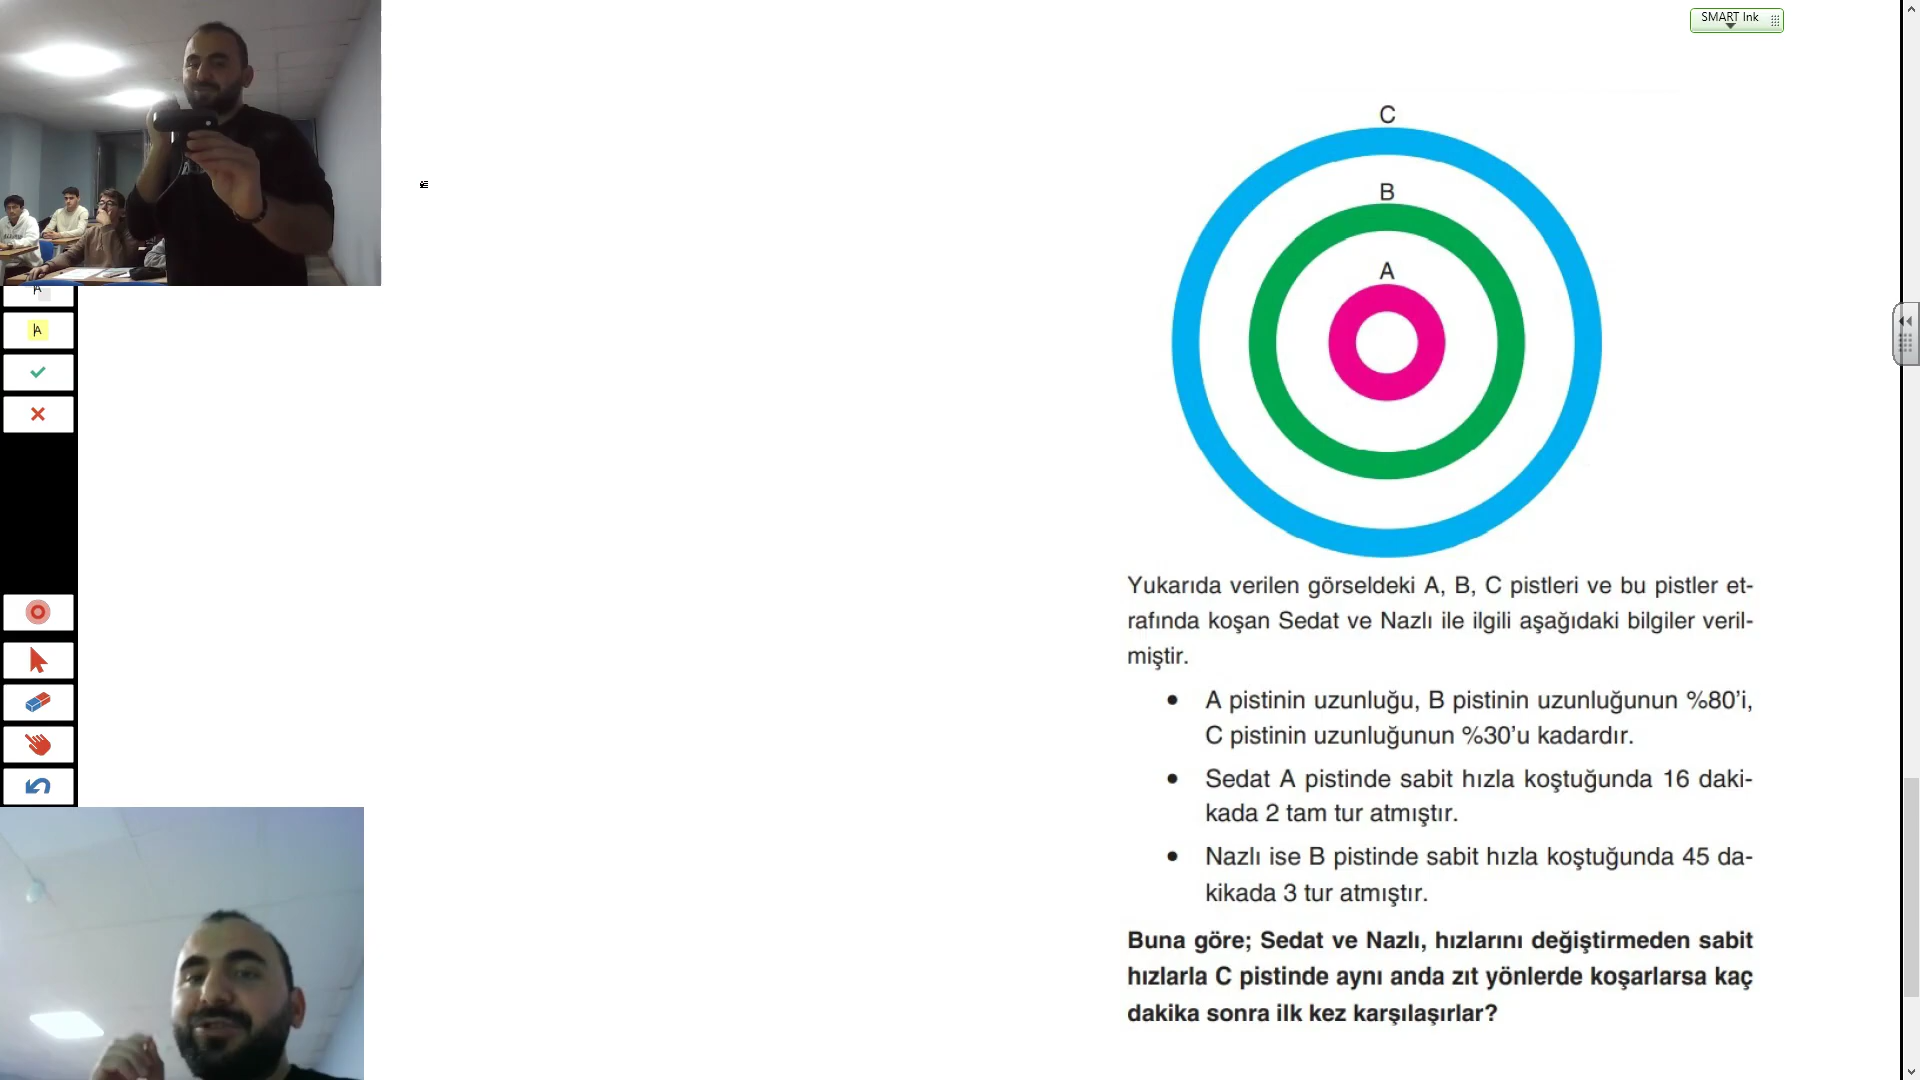 SMART Ink
C
B
A
A
A
Yukarıda verilen görseldeki A, B, C pistleri ve bu pistler et-
rafında koşan Sedat ve Nazlı ile ilgili aşağıdaki bilgiler veril-
miştir.
• A pistinin uzunluğu, B pistinin uzunluğunun %80’i,
C pistinin uzunluğunun %30’u kadardır.
• Sedat A pistinde sabit hızla koştuğunda 16 daki-
kada 2 tam tur atmıştır.
• Nazlı ise B pistinde sabit hızla koştuğunda 45 da-
kikada 3 tur atmıştır.
Buna göre; Sedat ve Nazlı, hızlarını değiştirmeden sabit
hızlarla C pistinde aynı anda zıt yönlerde koşarlarsa kaç
dakika sonra ilk kez karşılaşırlar?